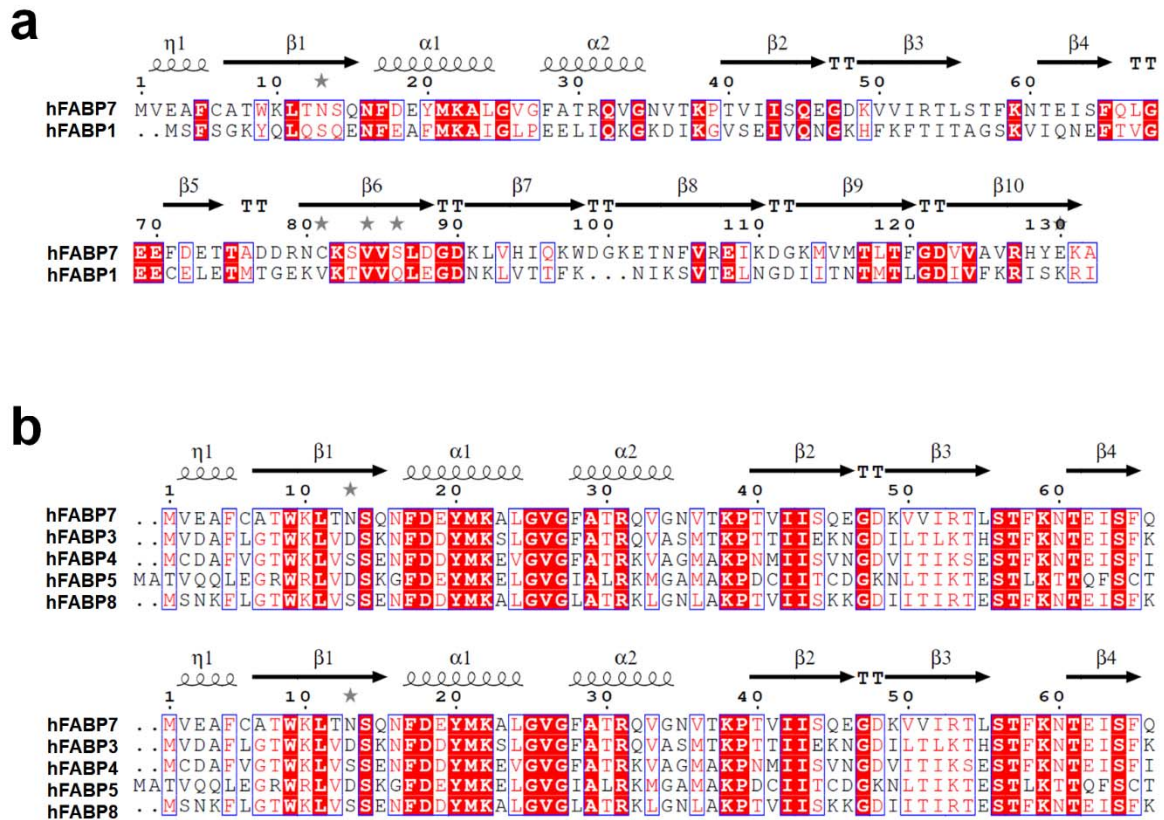 a
η1 β1 α1 α2 β2 TT β3 β4 TT
1 10 20 30 40 50 60
hFABP7 MVEAFCATWKLTNSQNFDEYMKALGVGFATRQVGNVTKPTVIISQEGDKVVIRTLSTFKNTEISFQLG
hFABP1 ..MSFSGKYQLQSQENFEAFMKAIGLPEELIQKGKDIKGVSEIVQNGKHFKFTITAGSKVIQNEFTVG
β5 TT β6 TT β7 TT β8 TT β9 TT β10
70 80 90 100 110 120 130
hFABP7 EEFDETTADDRNCKSVVSLDGDKLVHIQKWDGKETNFVREIKDGKMVMTLTFGDVVAVRHYEKA
hFABP1 EECELETMTGEKVKTVVQLEGDNKLVTTFK...NIKSVTELNGDIITNTMTLGDIVFKRISKRI
b
η1 β1 α1 α2 β2 TT β3 β4
1 10 20 30 40 50 60
hFABP7 ..MVEAFCATWKLTNSQNFDEYMKALGVGFATRQVGNVTKPTVIISQEGDKVVIRTLSTFKNTEISFQ
hFABP3 ..MVDAFLGTWKLVDSKNFDDYMKSLGVGFATRQVASMTKPTTIIEKNGDILTLKTHSTFKNTEISFK
hFABP4 ..MCDAFVGTWKLVSSENFDDYMKEVGVGFATRKVAGMAKPNMIISVNGDVITIKSESTFKNTEISFI
hFABP5 MATVQQLEGRWRLVDSKGFDEYMKELGVGIALRKMGAMAKPDCIITCDGKNLTIKTESTLKTTQFSCT
hFABP8 ..MSNKFLGTWKLVSSENFDDYMKALGVGLATRKLGNLAKPTVIISKKGDIITIRTESTFKNTEISFK
η1 β1 α1 α2 β2 TT β3 β4
1 10 20 30 40 50 60
hFABP7 ..MVEAFCATWKLTNSQNFDEYMKALGVGFATRQVGNVTKPTVIISQEGDKVVIRTLSTFKNTEISFQ
hFABP3 ..MVDAFLGTWKLVDSKNFDDYMKSLGVGFATRQVASMTKPTTIIEKNGDILTLKTHSTFKNTEISFK
hFABP4 ..MCDAFVGTWKLVSSENFDDYMKEVGVGFATRKVAGMAKPNMIISVNGDVITIKSESTFKNTEISFI
hFABP5 MATVQQLEGRWRLVDSKGFDEYMKELGVGIALRKMGAMAKPDCIITCDGKNLTIKTESTLKTTQFSCT
hFABP8 ..MSNKFLGTWKLVSSENFDDYMKALGVGLATRKLGNLAKPTVIISKKGDIITIRTESTFKNTEISFK